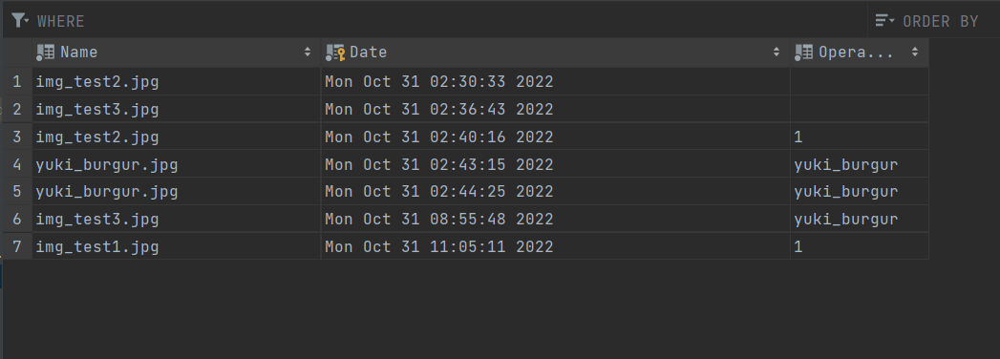 WHERE ORDER BY
Name Date Opera...
1 img_test2.jpg Mon Oct 31 02:30:33 2022
2 img_test3.jpg Mon Oct 31 02:36:43 2022
3 img_test2.jpg Mon Oct 31 02:40:16 2022 1
4 yuki_burgur.jpg Mon Oct 31 02:43:15 2022 yuki_burgur
5 yuki_burgur.jpg Mon Oct 31 02:44:25 2022 yuki_burgur
6 img_test3.jpg Mon Oct 31 08:55:48 2022 yuki_burgur
7 img_test1.jpg Mon Oct 31 11:05:11 2022 1